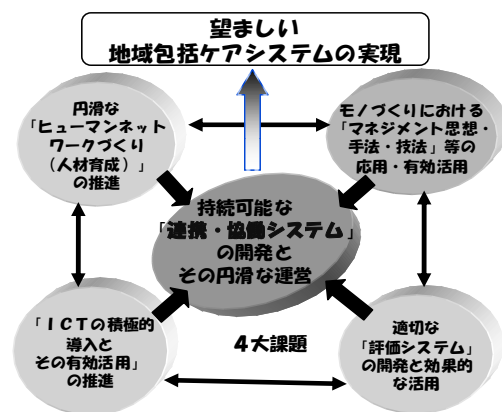 望ましい
地域包括ケアシステムの実現
円滑な
「ヒューマンネット
ワークづくり
(人材育成)」
の推進
モノづくりにおける
「マネジメント思想・
手法・技法」等の
応用・有効活用
持続可能な
「連携・協働システム」
の開発と
その円滑な運営
「ICTの積極的
導入と
その有効活用」
の推進
4大課題
適切な
「評価システム」
の開発と効果的
な活用